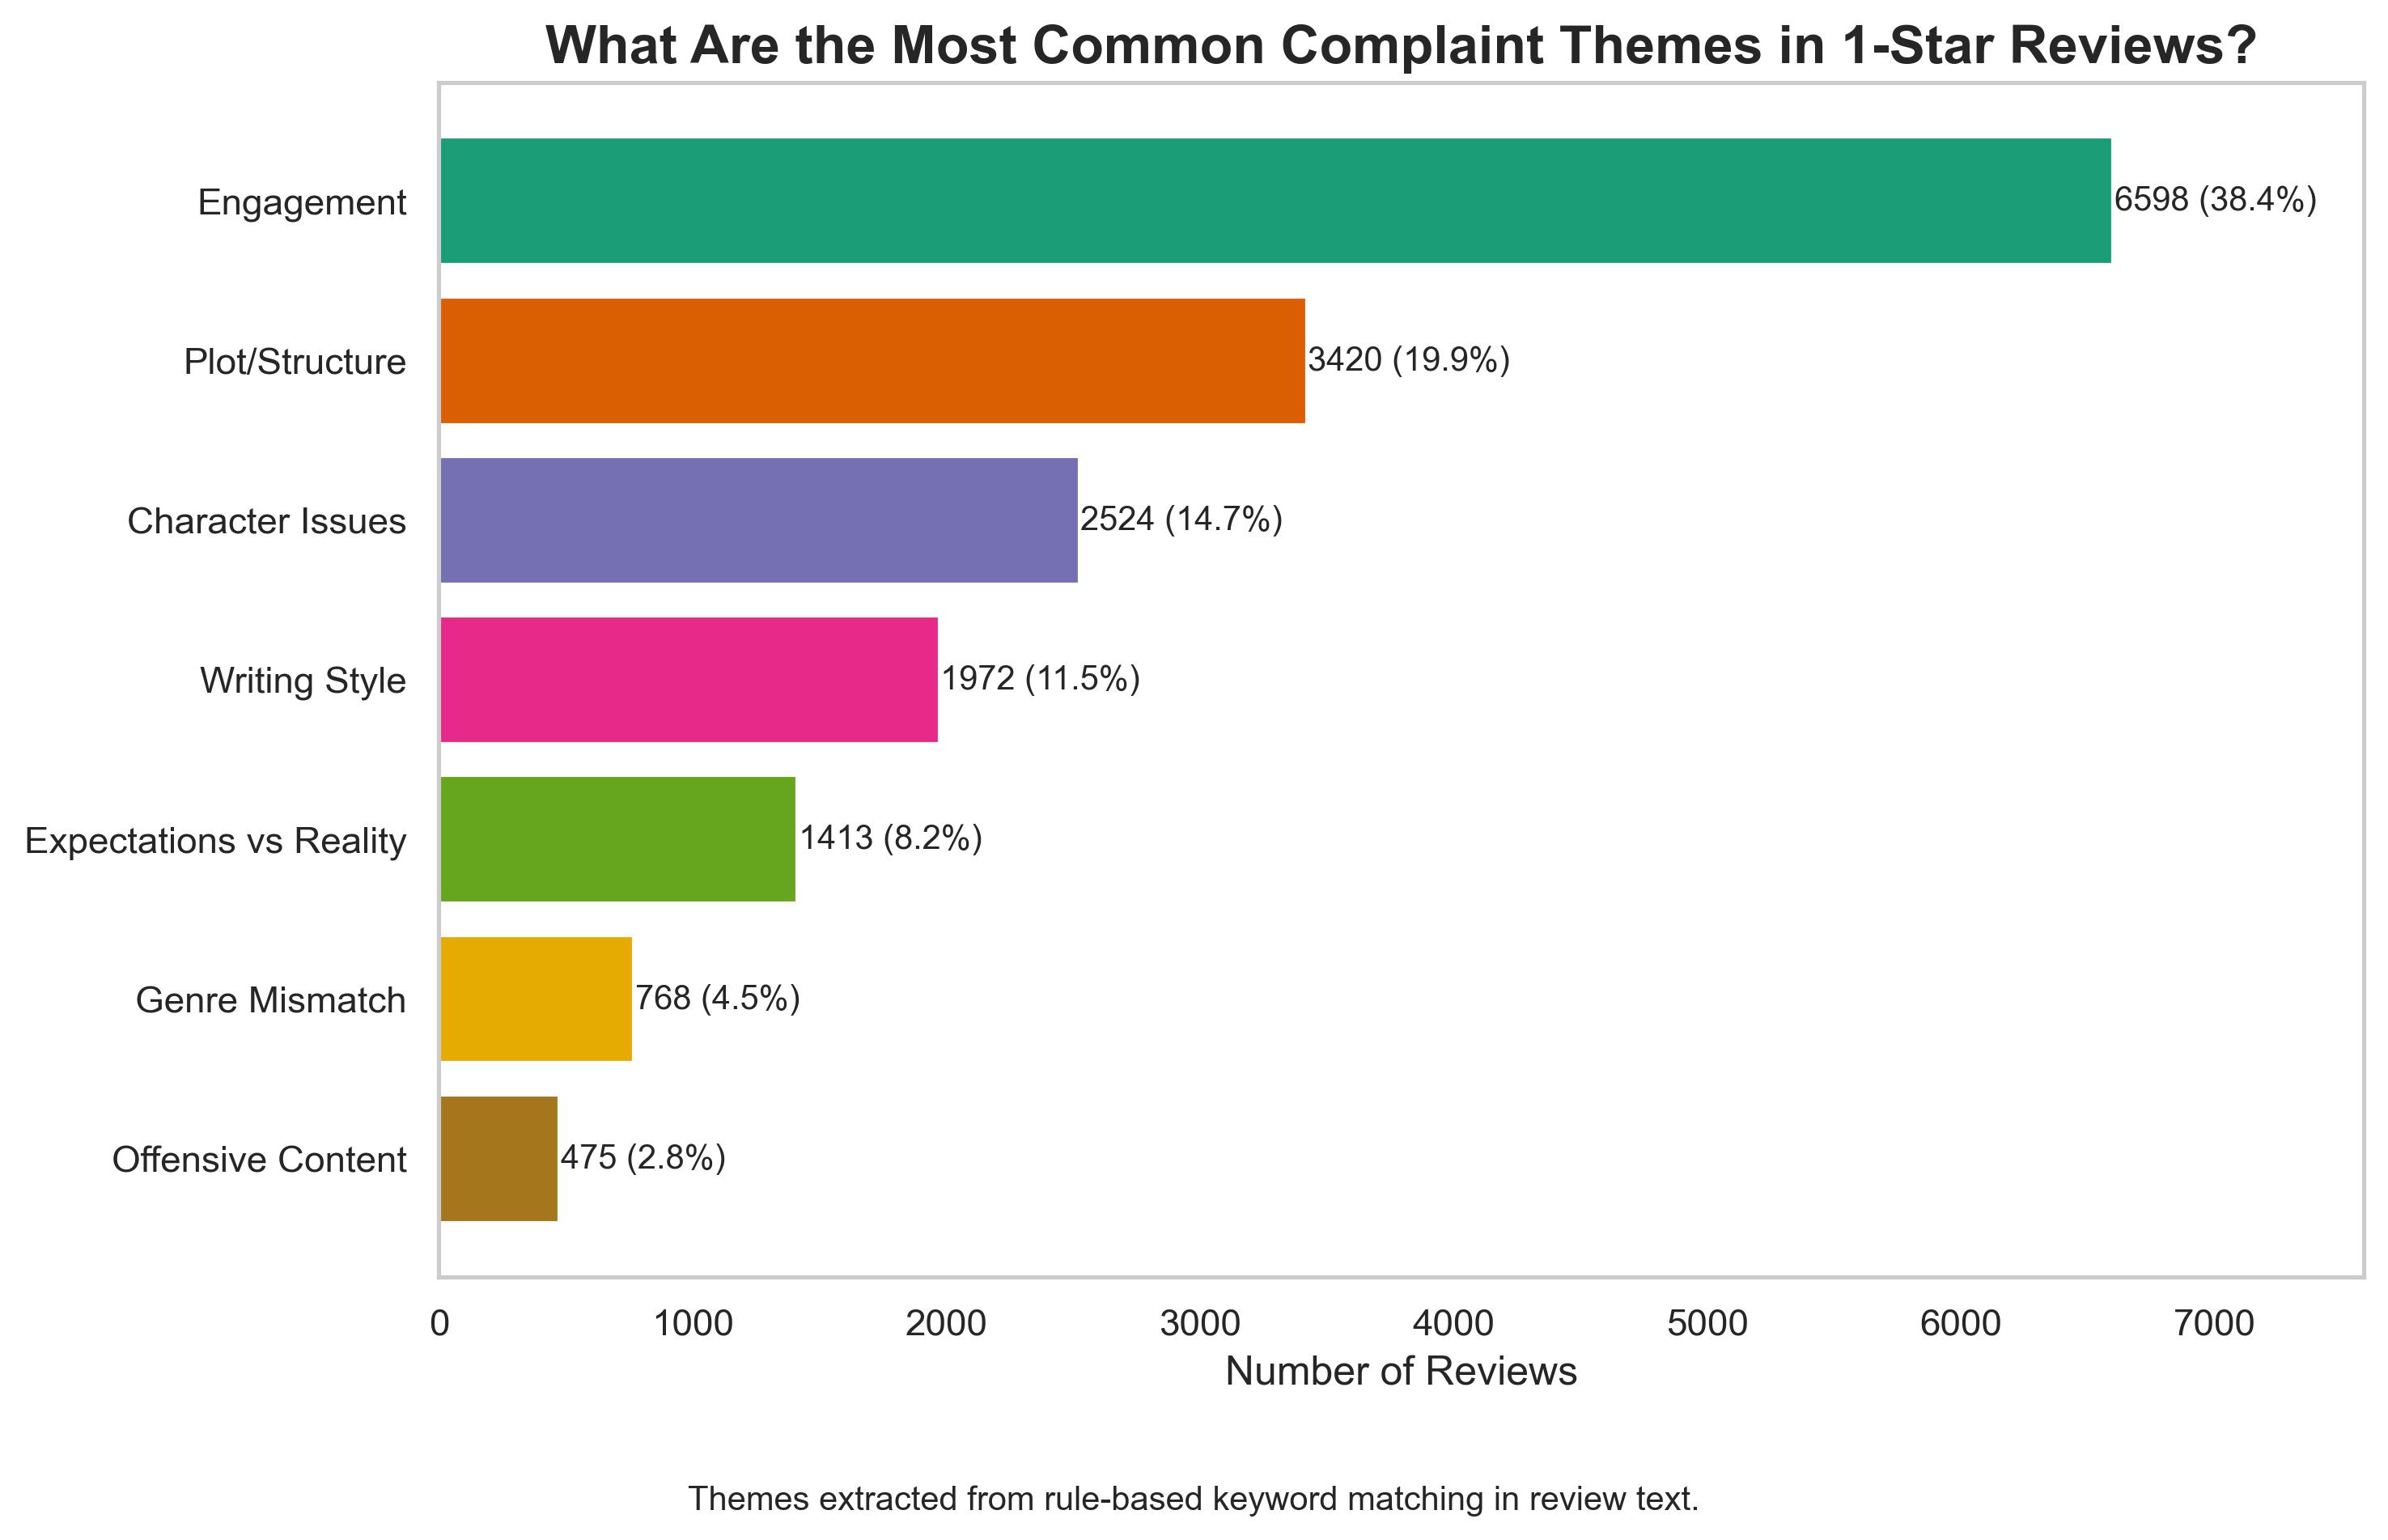 What Are the Most Common Complaint Themes in 1-Star Reviews?
Engagement
6598 (38.4%)
Plot/Structure
3420 (19.9%)
Character Issues
2524 (14.7%)
Writing Style
1972 (11.5%)
Expectations vs Reality
1413 (8.2%)
Genre Mismatch
768 (4.5%)
Offensive Content
475 (2.8%)
0 1000 2000 3000 4000 5000 6000 7000
Number of Reviews
Themes extracted from rule-based keyword matching in review text.